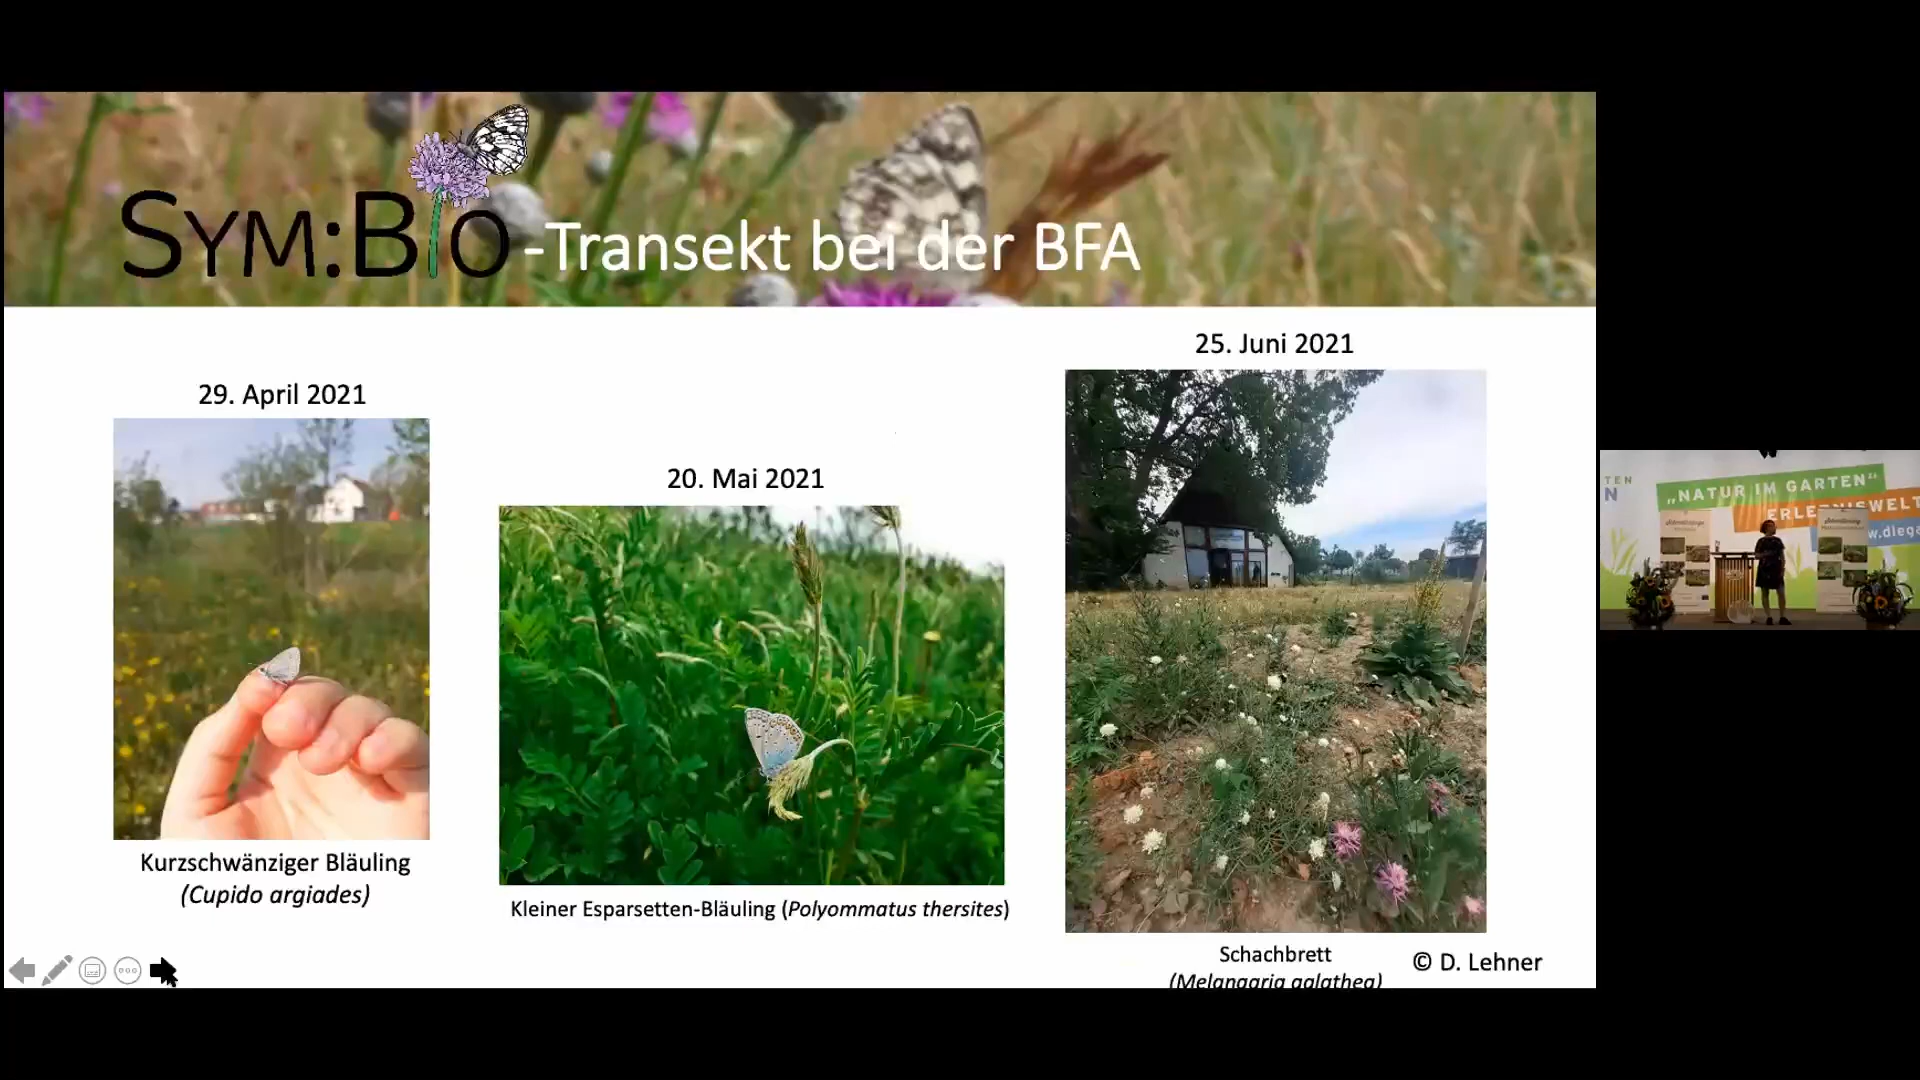 SYM:BIO-Transekt bei der BFA
29. April 2021
20. Mai 2021
25. Juni 2021
Kurzschwänziger Bläuling
(Cupido argiades)
Kleiner Esparsetten-Bläuling (Polyommatus thersites)
Schachbrett
(Melanargia galathea)
© D. Lehner
TEN
N
„NATUR IM GARTEN“